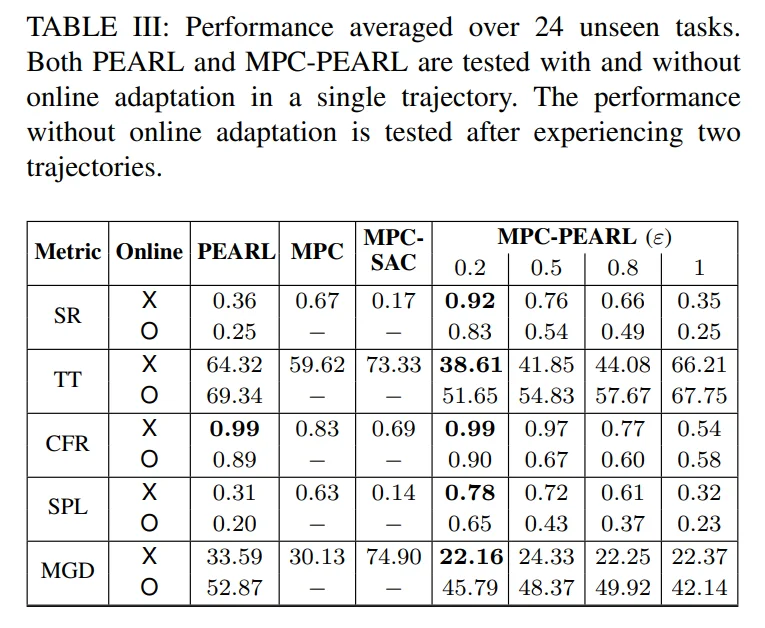 TABLE III: Performance averaged over 24 unseen tasks.
Both PEARL and MPC-PEARL are tested with and without
online adaptation in a single trajectory. The performance
without online adaptation is tested after experiencing two
trajectories.
Metric Online PEARL MPC MPC-SAC MPC-PEARL (ε)
0.2 0.5 0.8 1
SR X 0.36 0.67 0.17 0.92 0.76 0.66 0.35
O 0.25 − − 0.83 0.54 0.49 0.25
TT X 64.32 59.62 73.33 38.61 41.85 44.08 66.21
O 69.34 − − 51.65 54.83 57.67 67.75
CFR X 0.99 0.83 0.69 0.99 0.97 0.77 0.54
O 0.89 − − 0.90 0.67 0.60 0.58
SPL X 0.31 0.63 0.14 0.78 0.72 0.61 0.32
O 0.20 − − 0.65 0.43 0.37 0.23
MGD X 33.59 30.13 74.90 22.16 24.33 22.25 22.37
O 52.87 − − 45.79 48.37 49.92 42.14